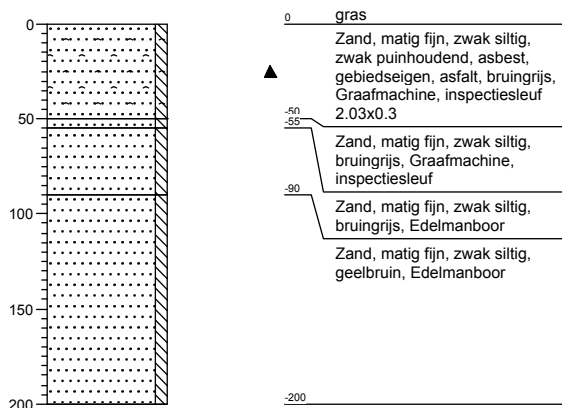 0
50
100
150
200
0
gras
Zand, matig fijn, zwak siltig,
zwak puinhoudend, asbest,
gebiedseigen, asfalt, bruingrijs,
Graafmachine, inspectiesleuf
2.03x0.3
-50
-55
Zand, matig fijn, zwak siltig,
bruingrijs, Graafmachine,
inspectiesleuf
-90
Zand, matig fijn, zwak siltig,
bruingrijs, Edelmanboor
Zand, matig fijn, zwak siltig,
geelbruin, Edelmanboor
-200